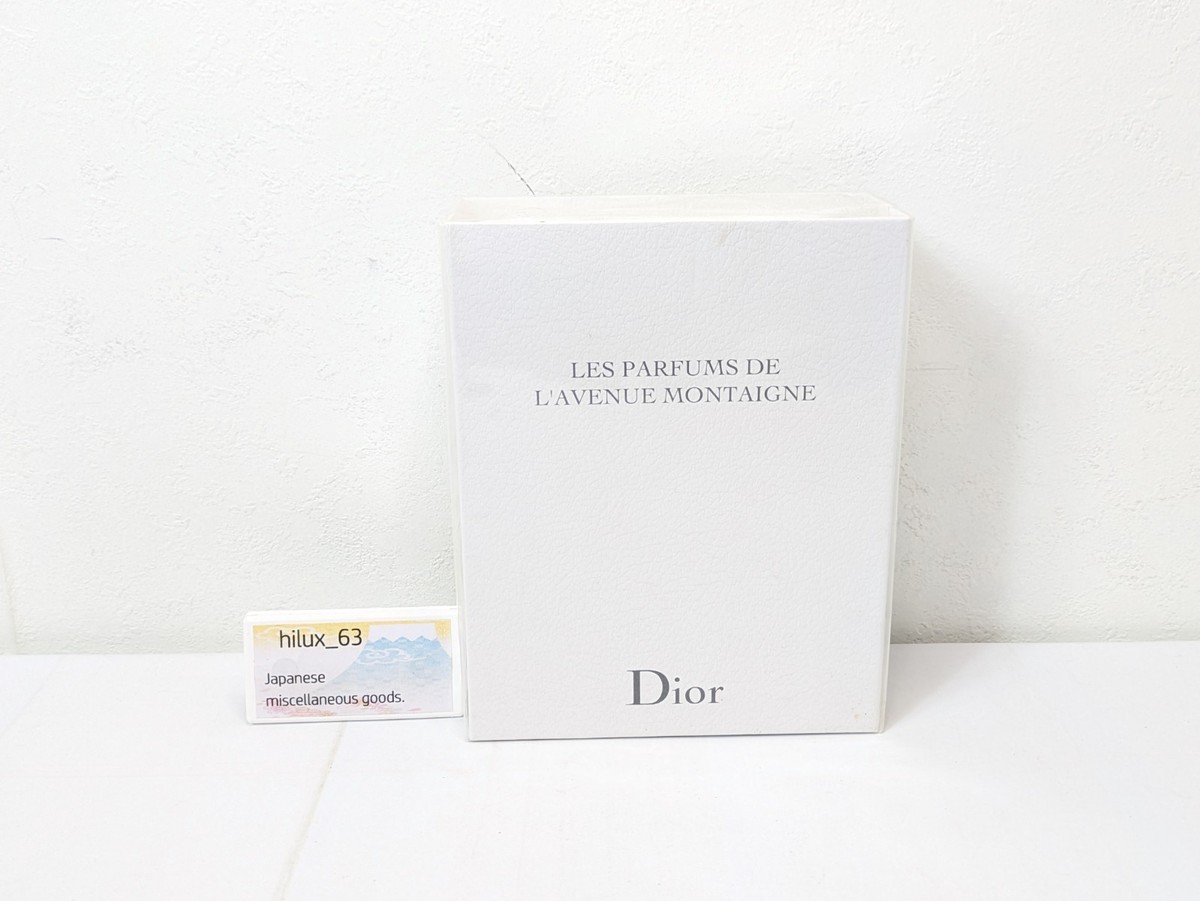 LES PARFUMS DE
L'AVENUE MONTAIGNE
Dior
hilux_63
Japanese
miscellaneous goods.